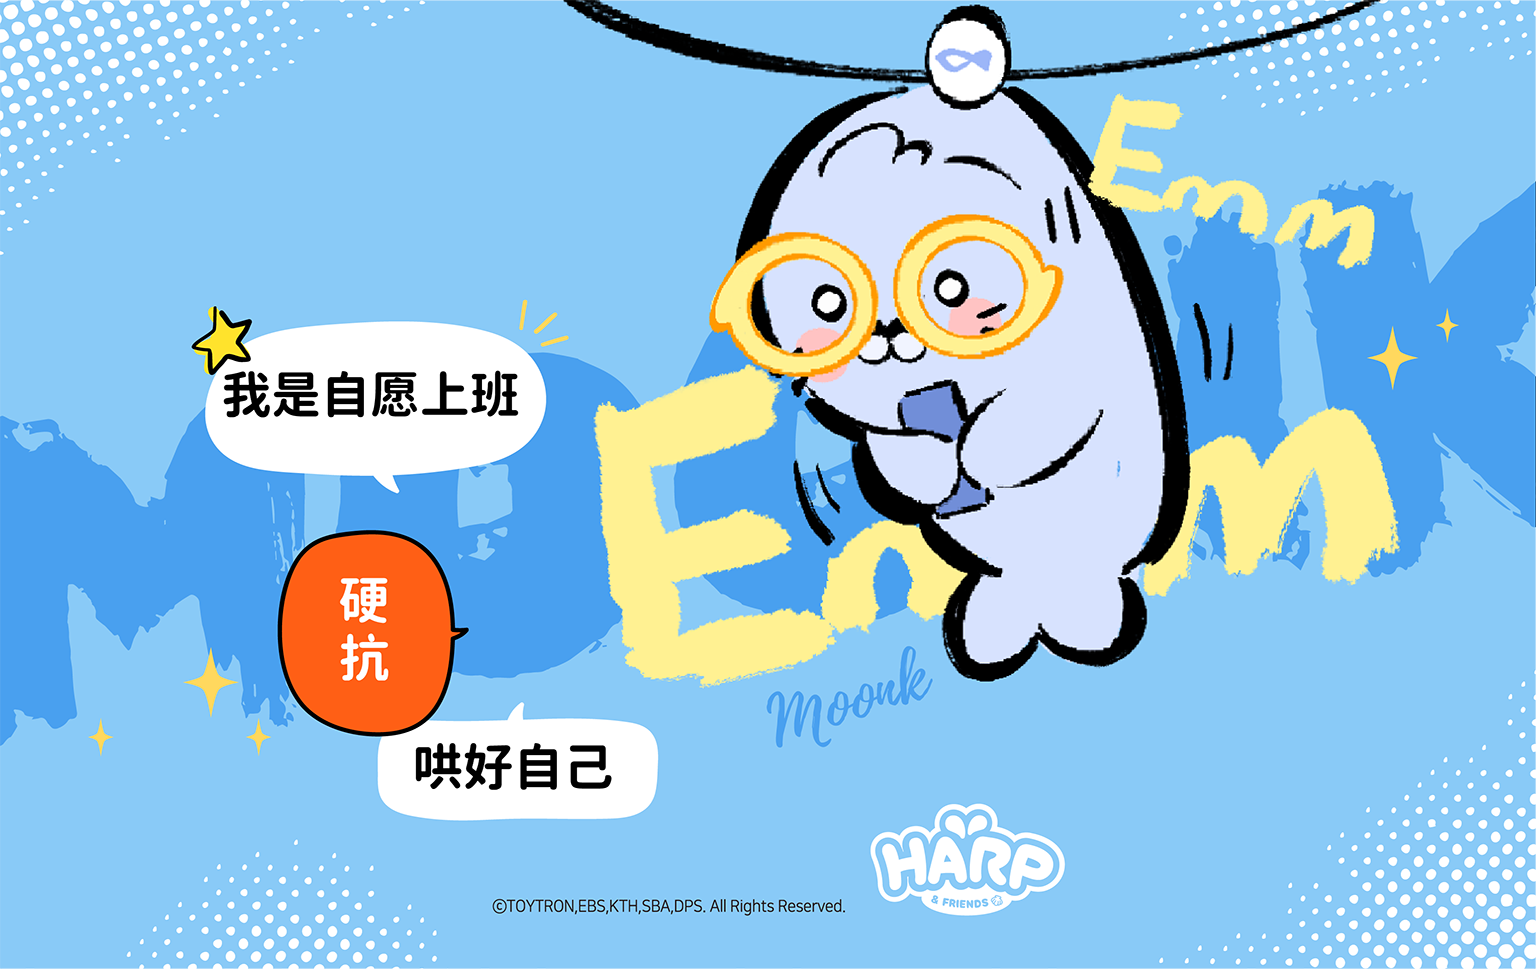 Emm
我是自愿上班
Emm
硬
抗
Moonk
哄好自己
HARP
& FRIENDS
©TOYTRON,EBS,KTH,SBA,DPS. All Rights Reserved.